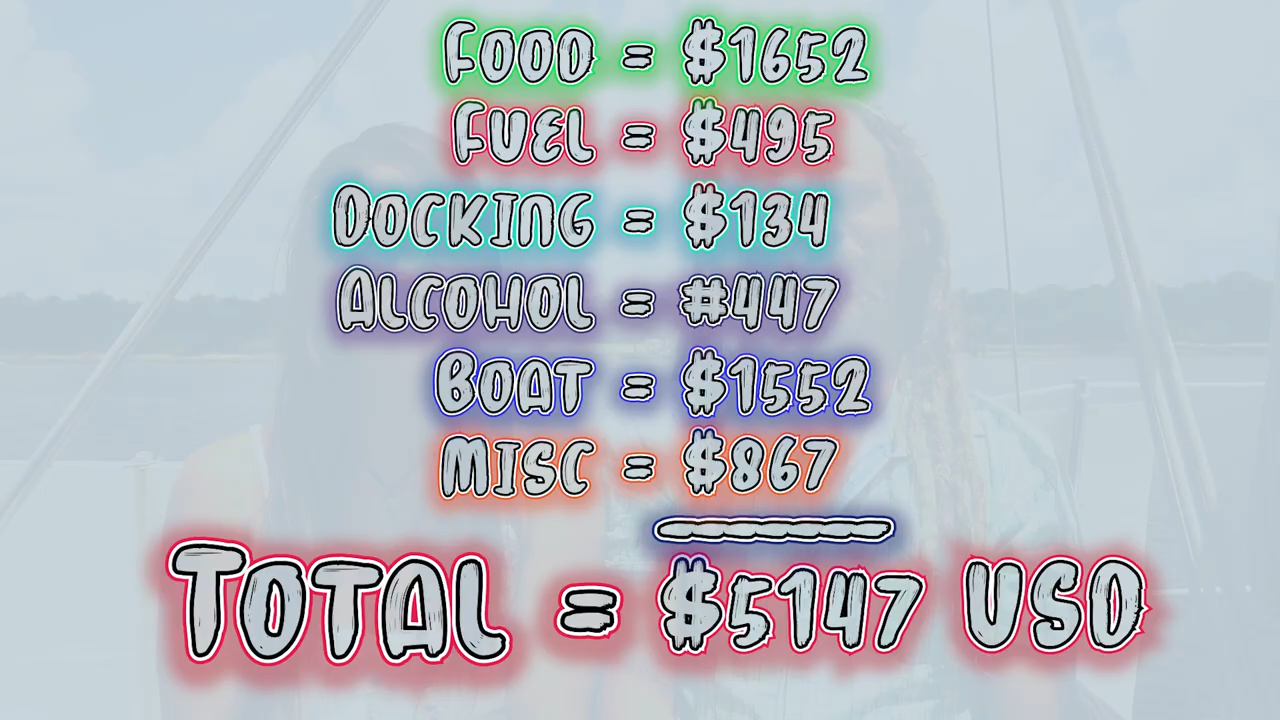 FOOD = $1652
FUEL = $495
DOCKING = $134
ALCOHOL = #447
BOAT = $1552
MISC = $867
TOTAL = $5147 USD